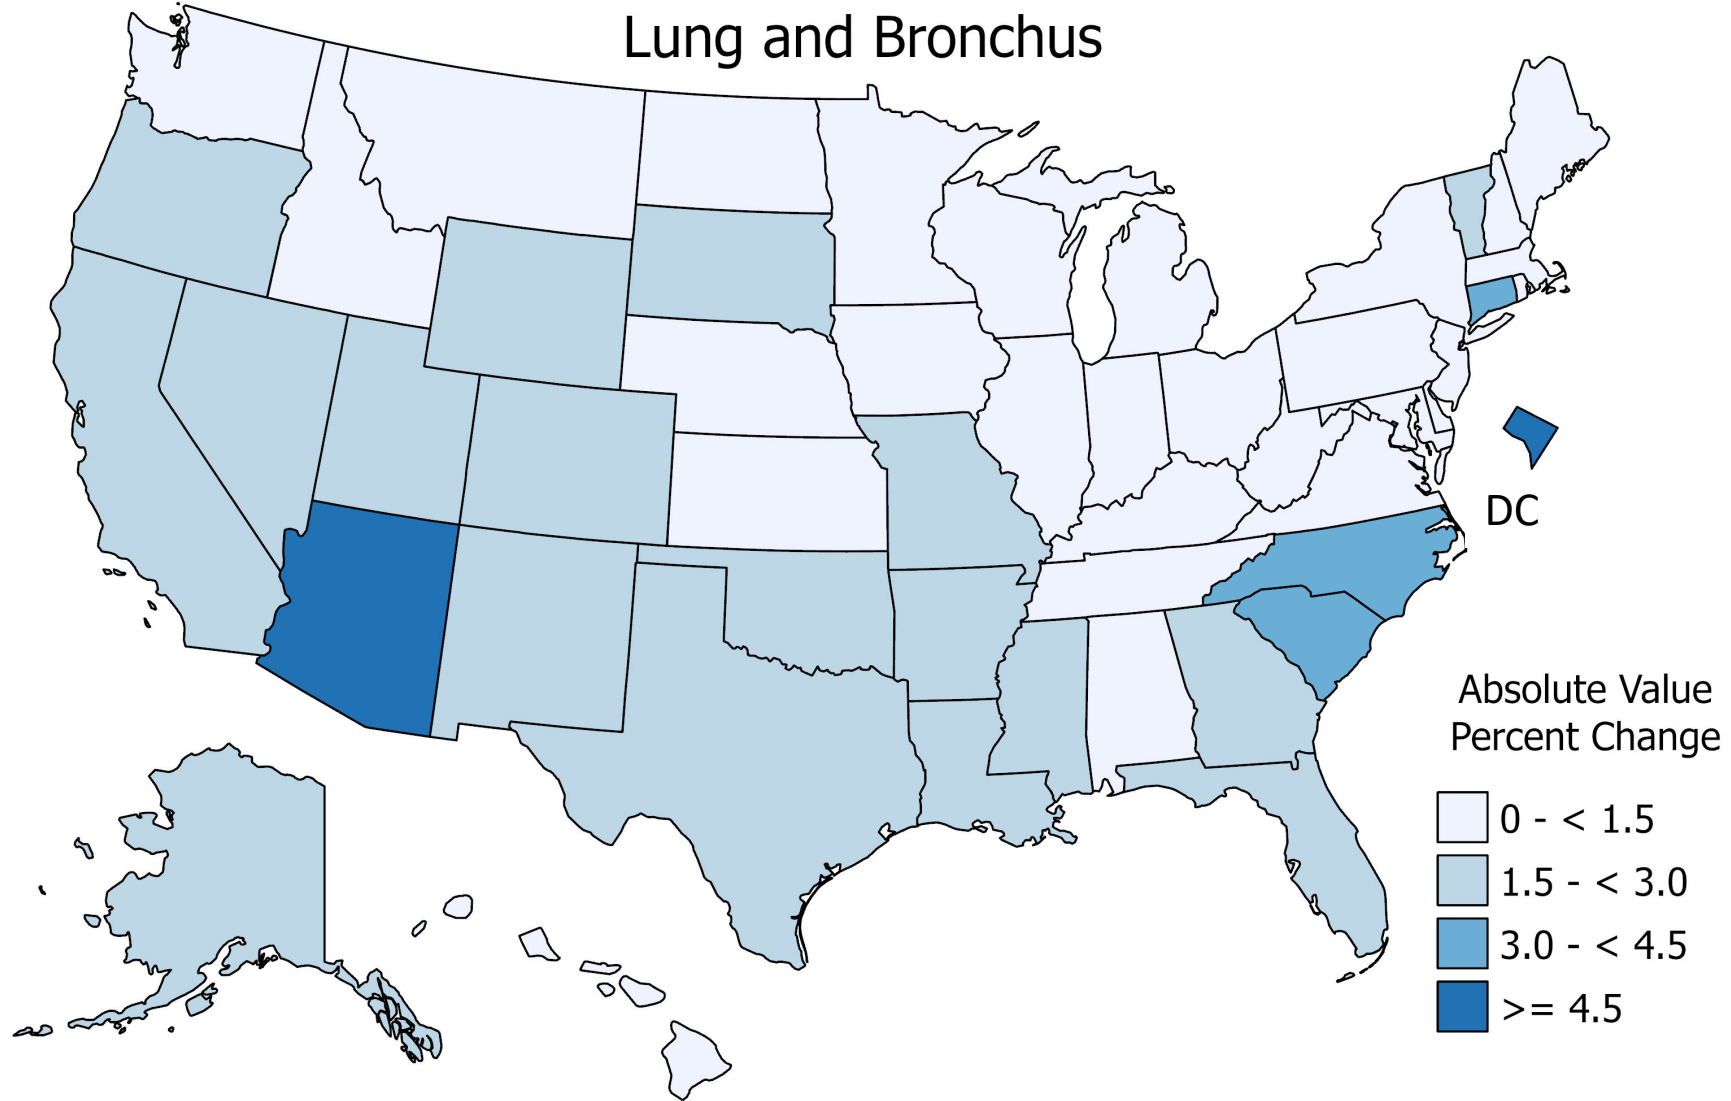 Lung and Bronchus
DC
Absolute Value
Percent Change
0 - < 1.5
1.5 - < 3.0
3.0 - < 4.5
>= 4.5